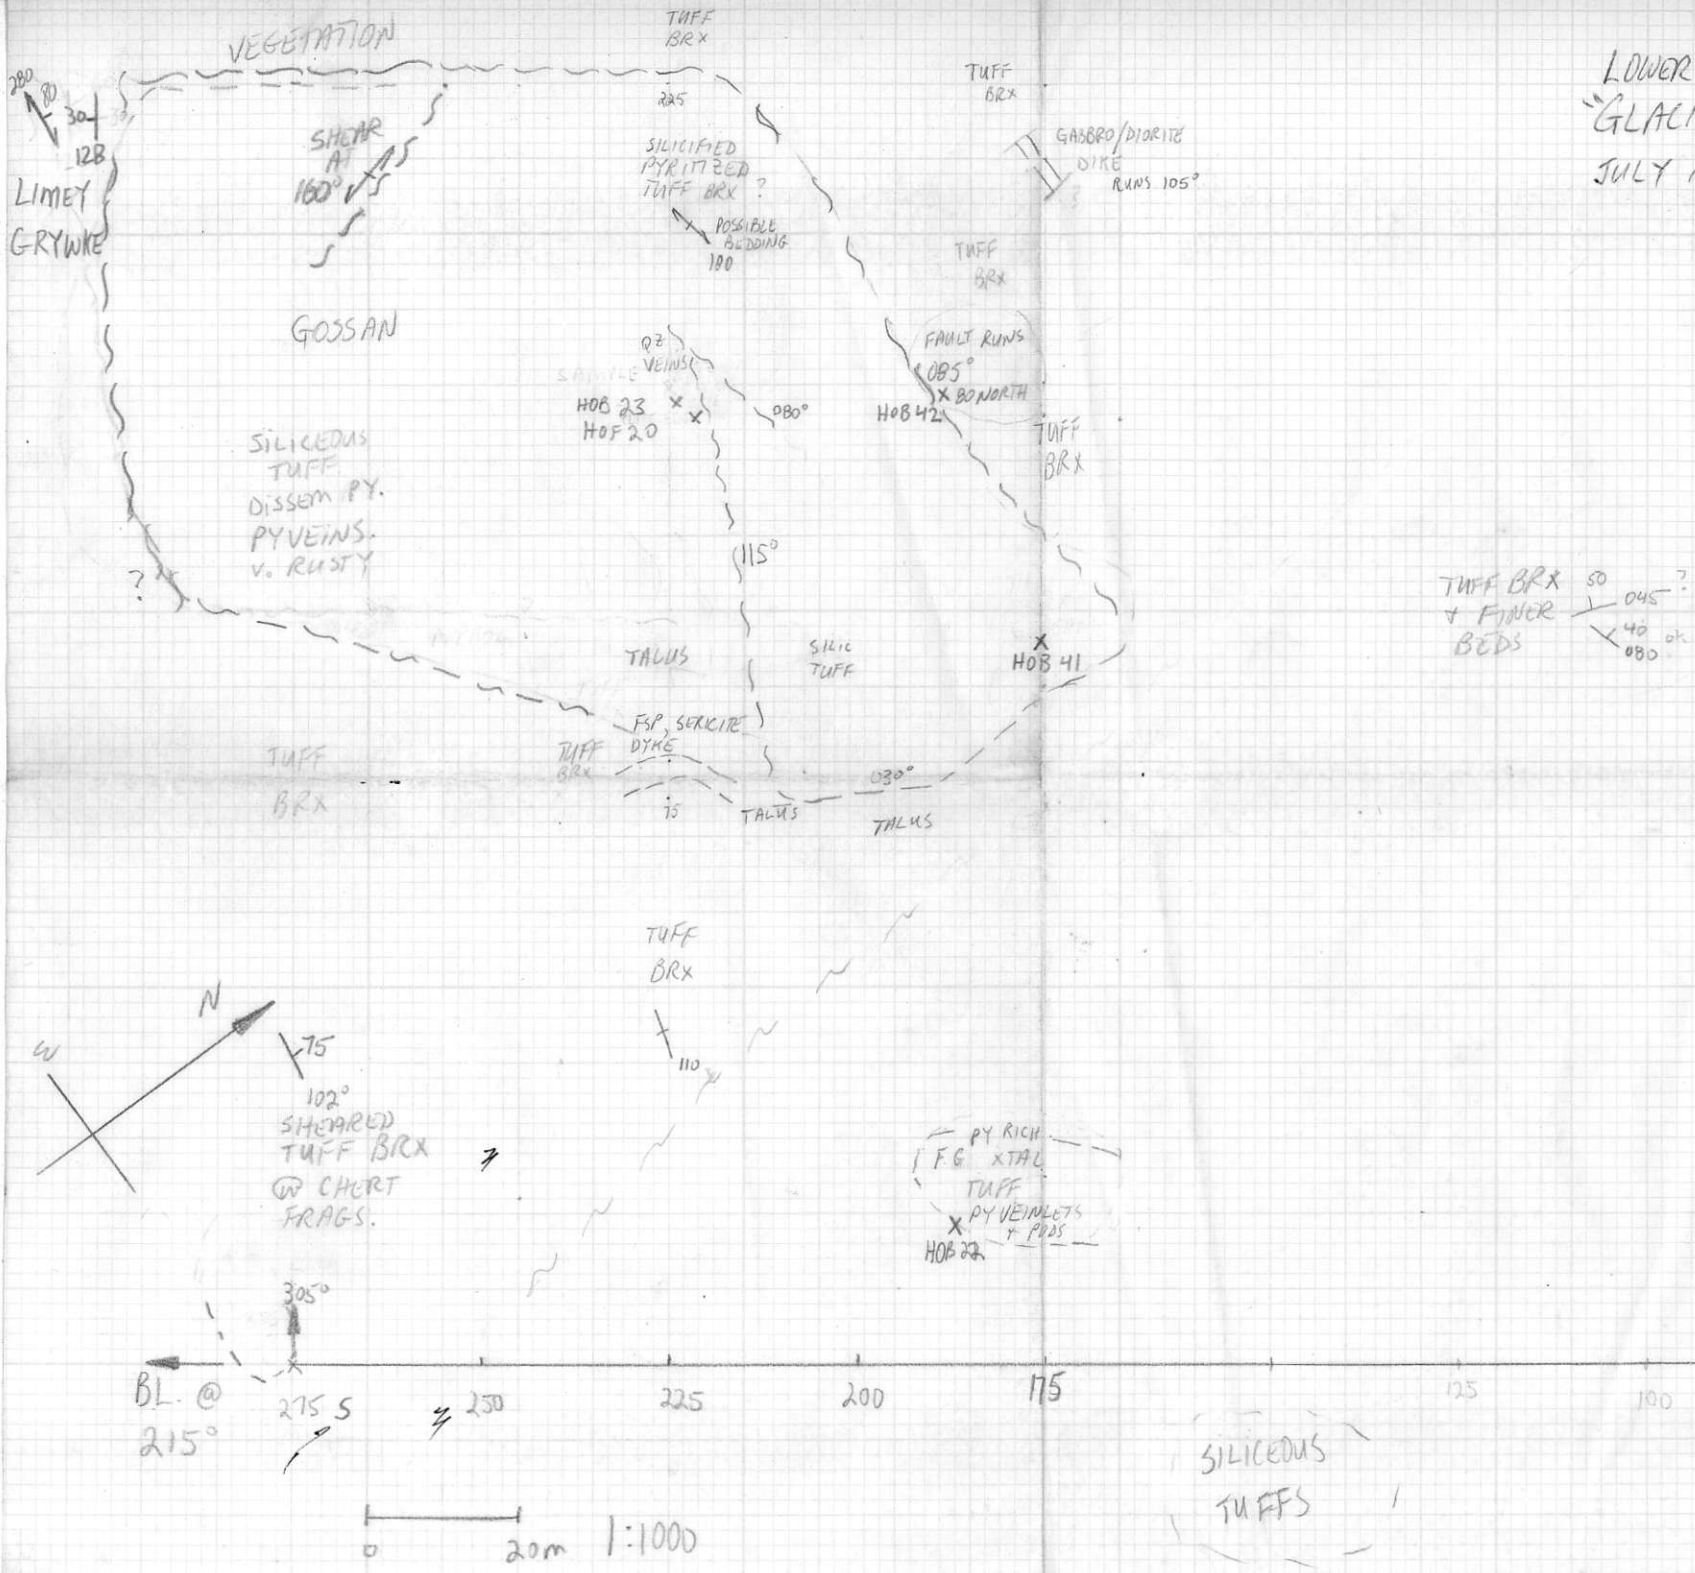 VEGETATION
TUFF
BRX
TUFF
BRX
LOWER
"GLACI
JULY
280
80
30
128
LIMEY
GRYWKE
SHEAR
AT
160°
225
SILICIFIED
PYRITIZED
TUFF BRX ?
POSSIBLE
BEDDING
180
GABBRO/DIORITE
DIKE
RUNS 105°
?
TUFF
BRX
GOSSAN
QZ
VEINS
SAMPLE
HOB 23
HOF 20
080°
FAULT RUNS
085°
80 NORTH
HOB 42
TUFF
BRX
SILICEOUS
TUFF.
DISSEM PY.
PY VEINS.
V. RUSTY
?
115°
TALUS
SILIC
TUFF
HOB 41
TUFF BRX
+ FINER
BEDS
50
045 ?
40
080
ok
FSP, SERICITE
DYKE
TUFF
BRX
TUFF
BRX
75
TALUS
030°
TALUS
TUFF
BRX
110
N
W
75
102°
SHEARED
TUFF BRX
W CHERT
FRAGS.
PY RICH
F.G XTAL
TUFF
PY VEINLETS
+ PODS
HOB 22
305°
BL. @
215°
275 S
250
225
200
175
125
100
SILICEOUS
TUFFS
0 20m 1:1000